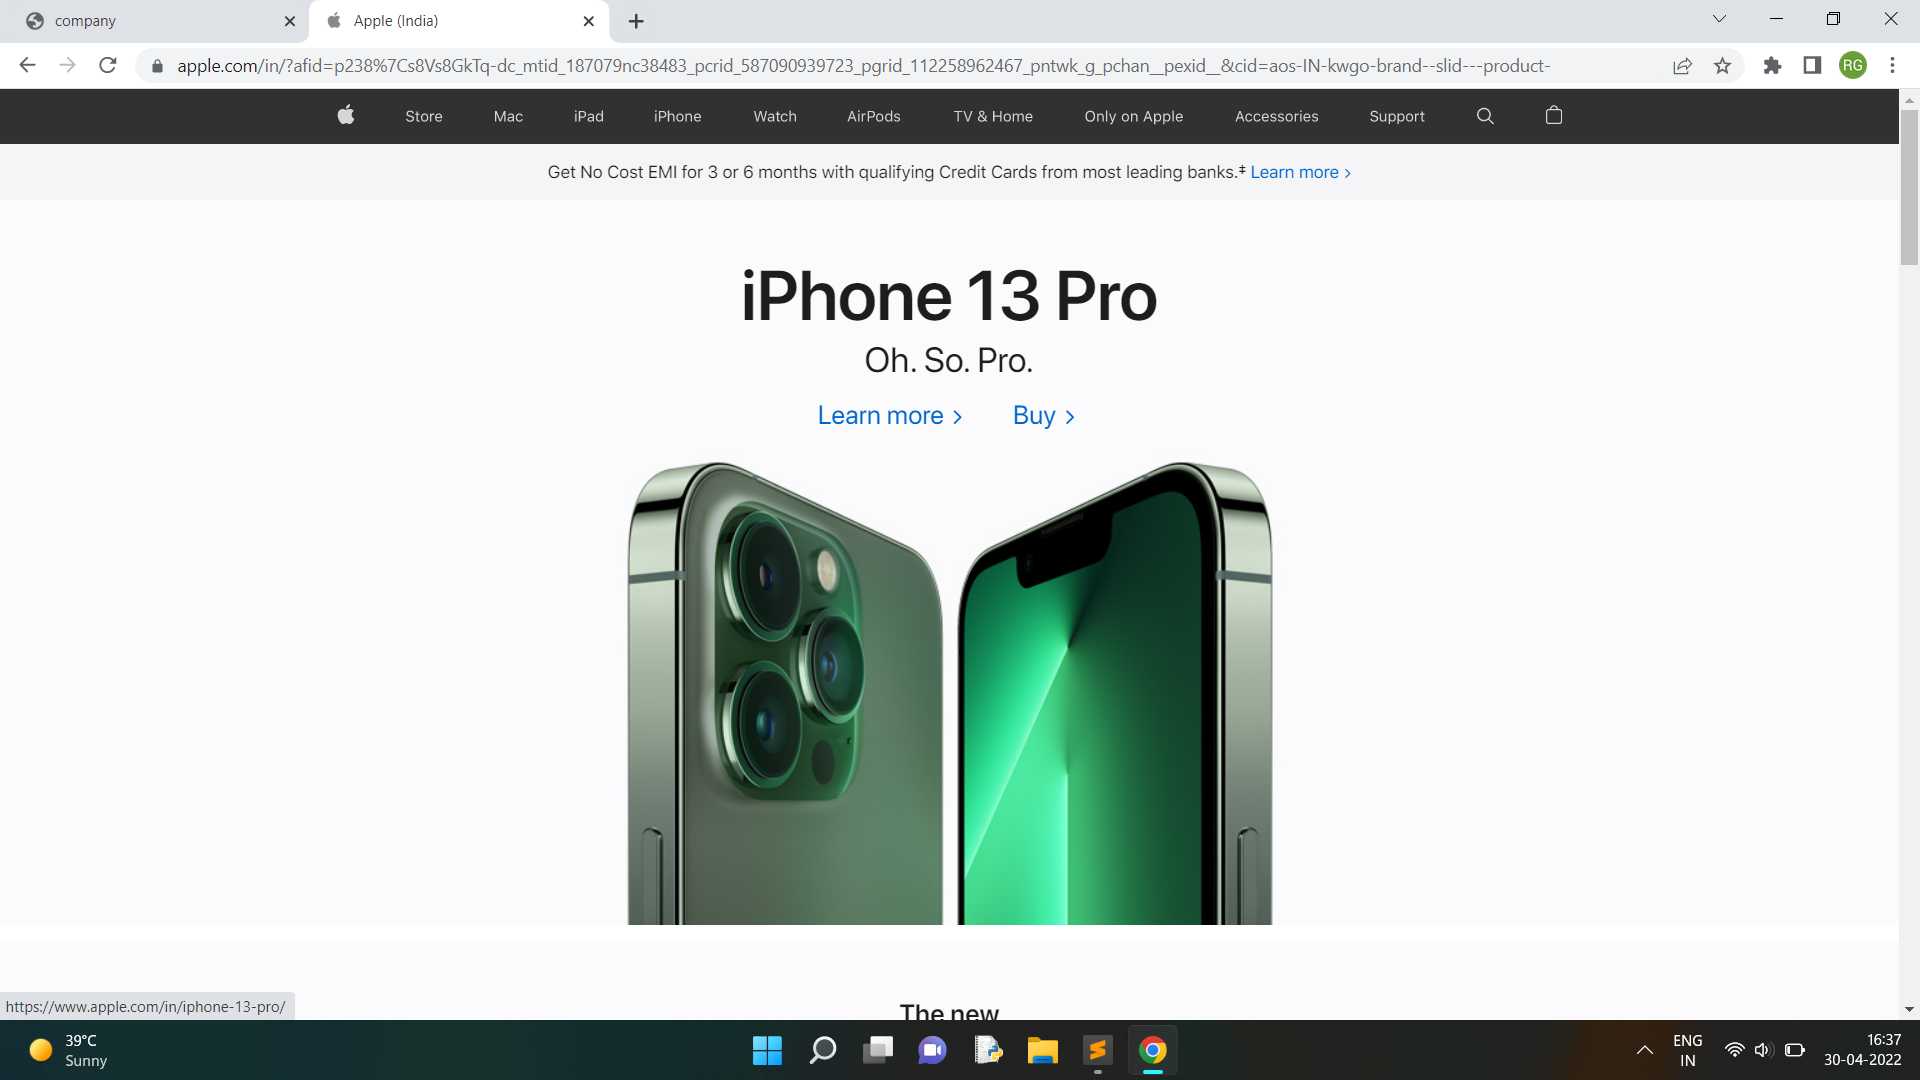 company
Apple (India)
apple.com/in/?afid=p238%7Cs8Vs8GkTq-dc_mtid_187079nc38483_pcrid_587090939723_pgrid_112258962467_pntwk_g_pchan__pexid__&cid=aos-IN-kwgo-brand--slid---product-
RG
Store Mac iPad iPhone Watch AirPods TV & Home Only on Apple Accessories Support
Get No Cost EMI for 3 or 6 months with qualifying Credit Cards from most leading banks.‡ Learn more >
iPhone 13 Pro
Oh. So. Pro.
Learn more > Buy >
The new
https://www.apple.com/in/iphone-13-pro/
39°C
Sunny
ENG
IN
16:37
30-04-2022